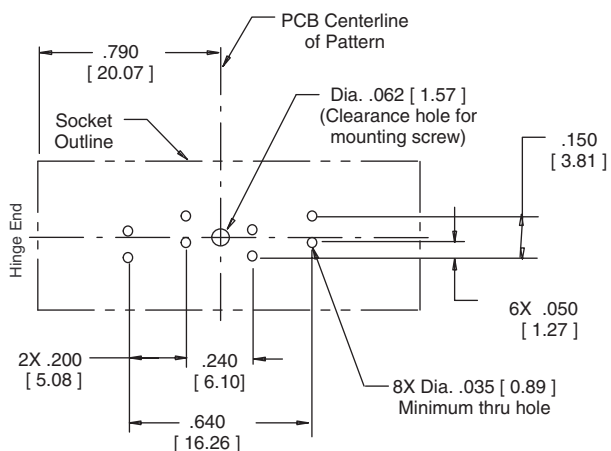 PCB Centerline
of Pattern
.790
[ 20.07 ]
Dia. .062 [ 1.57 ]
(Clearance hole for
mounting screw)
Socket
Outline
.150
[ 3.81 ]
Hinge End
6X .050
[ 1.27 ]
2X .200
[ 5.08 ]
.240
[ 6.10 ]
8X Dia. .035 [ 0.89 ]
Minimum thru hole
.640
[ 16.26 ]